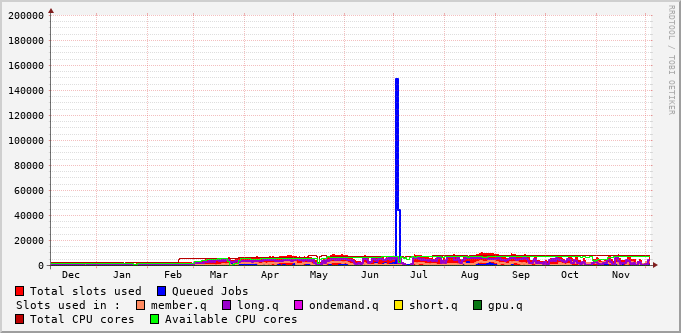 RRDTOOL / TOBI OETIKER
200000
180000
160000
140000
120000
100000
80000
60000
40000
20000
0
Dec Jan Feb Mar Apr May Jun Jul Aug Sep Oct Nov
Total slots used Queued Jobs
Slots used in : member.q long.q ondemand.q short.q gpu.q
Total CPU cores Available CPU cores